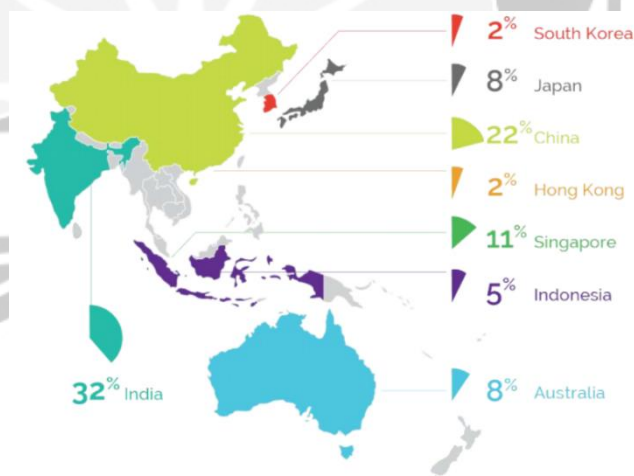 2% South Korea
8% Japan
22% China
2% Hong Kong
11% Singapore
5% Indonesia
32% India
8% Australia